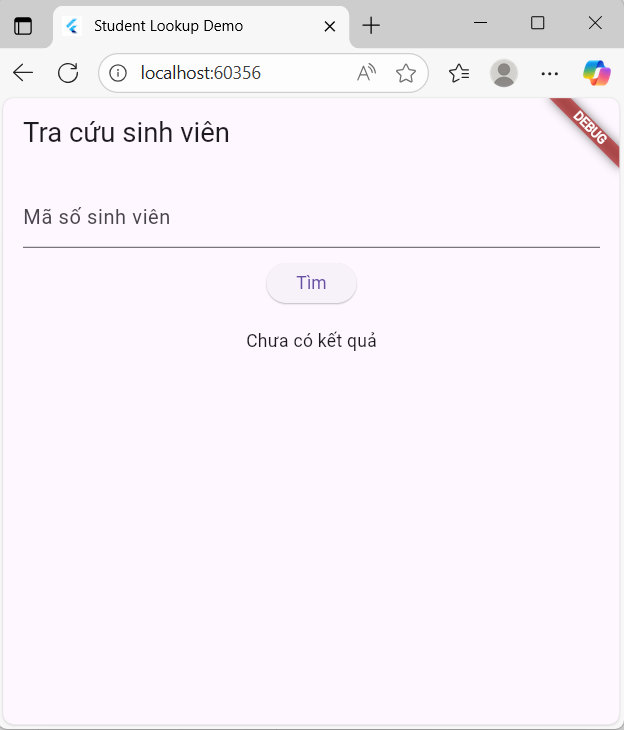 Student Lookup Demo
localhost:60356
Tra cứu sinh viên
DEBUG
Mã số sinh viên
Tìm
Chưa có kết quả